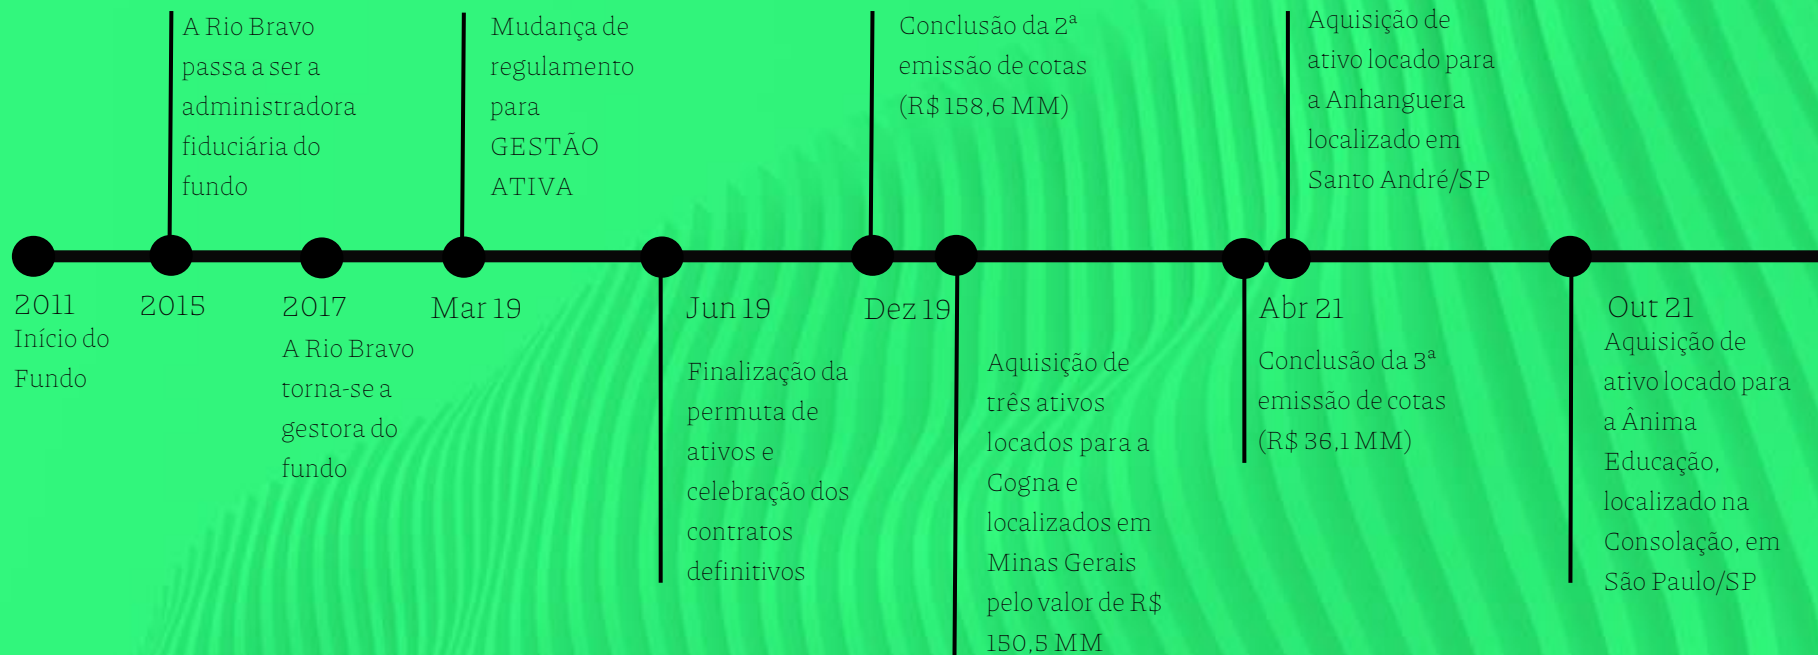 A Rio Bravo
passa a ser a
administradora
fiduciária do
fundo
Mudança de
regulamento
para
GESTÃO
ATIVA
Conclusão da 2ª
emissão de cotas
(R$ 158,6 MM)
Aquisição de
ativo locado para
a Anhanguera
localizado em
Santo André/SP
2011
Início do
Fundo
2015
2017
A Rio Bravo
torna-se a
gestora do
fundo
Mar 19
Jun 19
Finalização da
permuta de
ativos e
celebração dos
contratos
definitivos
Dez 19
Aquisição de
três ativos
locados para a
Cogna e
localizados em
Minas Gerais
pelo valor de R$
150,5 MM
Abr 21
Conclusão da 3ª
emissão de cotas
(R$ 36,1 MM)
Out 21
Aquisição de
ativo locado para
a Ânima
Educação,
localizado na
Consolação, em
São Paulo/SP